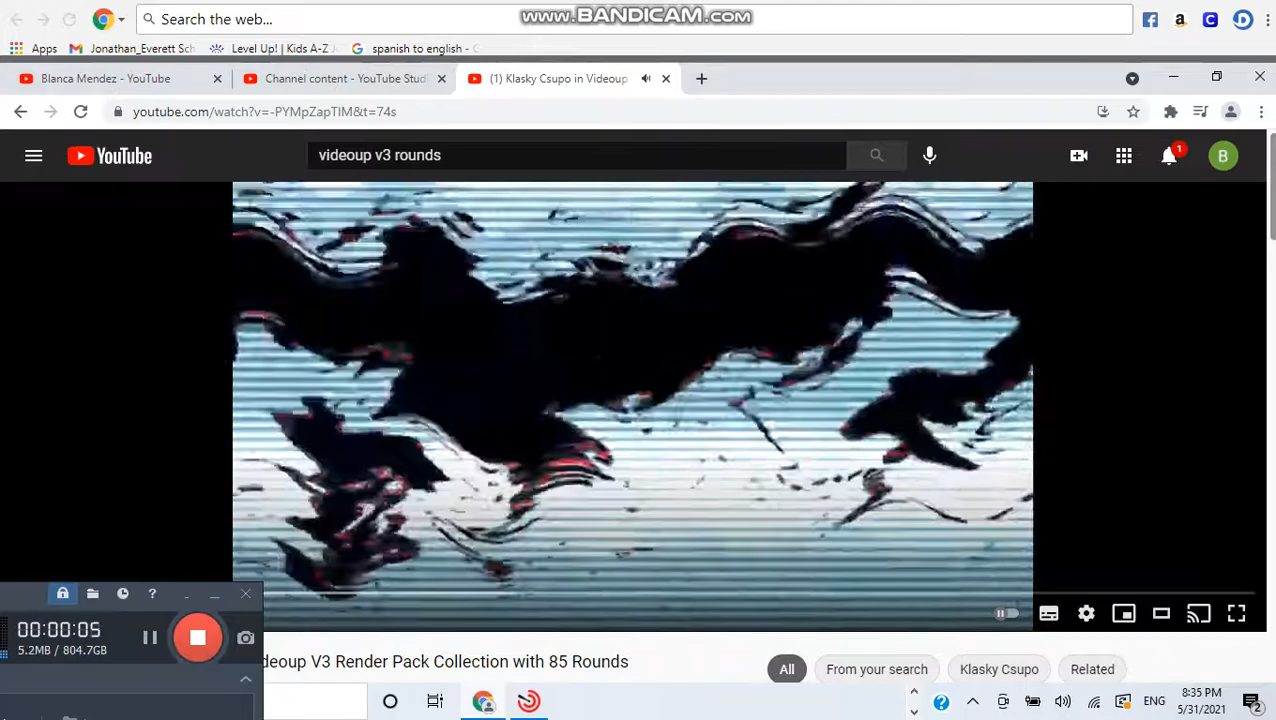 www.BANDICAM.com
Search the web...
Apps
Jonathan_Everett Sch
Level Up! | Kids A-Z
spanish to english -
Blanca Mendez - YouTube
Channel content - YouTube Stud
(1) Klasky Csupo in Videoup
youtube.com/watch?v=-PYMpZapTIM&t=74s
YouTube
videoup v3 rounds
1
B
00:00:05
5.2MB / 804.7GB
deoup V3 Render Pack Collection with 85 Rounds
All
From your search
Klasky Csupo
Related
ENG
8:35 PM
5/31/2021
2